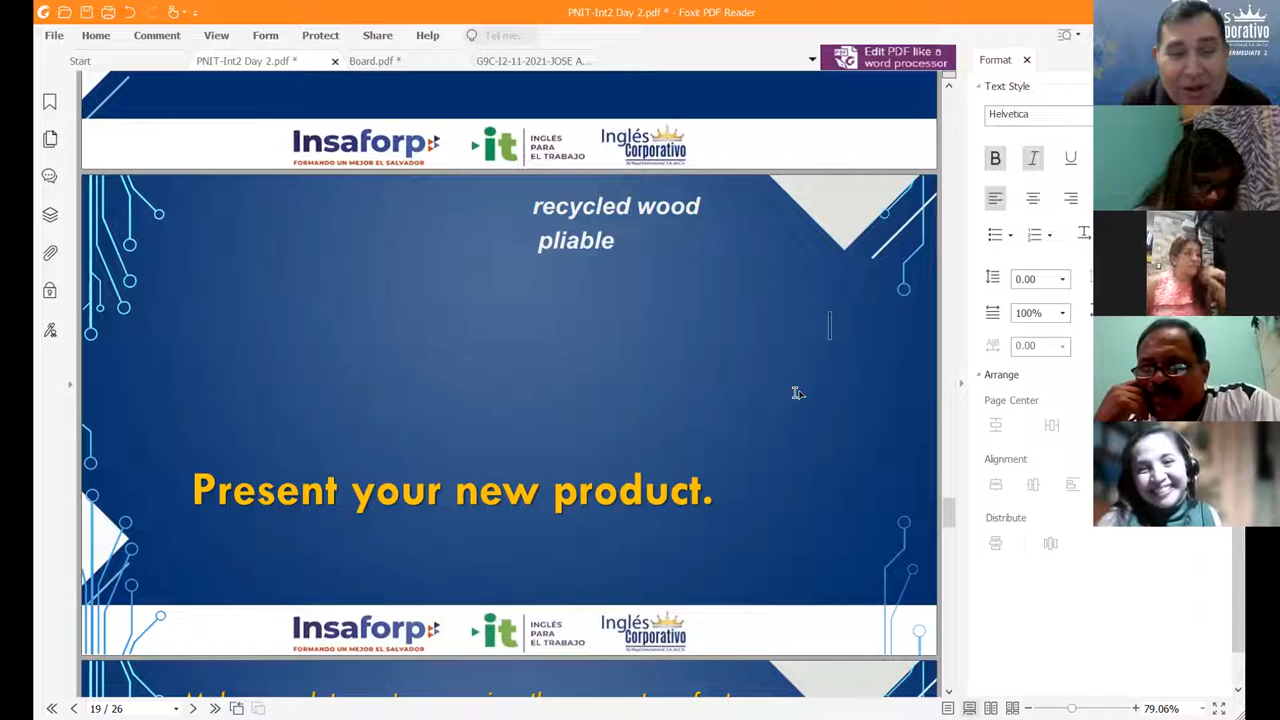 PNIT-Int2 Day 2.pdf * - Foxit PDF Reader
File Home Comment View Form Protect Share Help Tell me...
Start PNIT-Int2 Day 2.pdf * Board.pdf * G9C-I2-11-2021-JOSE A...
Edit PDF like a
word processor
Format
Text Style
Helvetica
B I U
0.00
100%
0.00
Arrange
Page Center
Alignment
Distribute
Insaforp
FORMANDO UN MEJOR EL SALVADOR
it INGLÉS
PARA
EL TRABAJO
Inglés
Corporativo
recycled wood
pliable
Present your new product.
Insaforp
FORMANDO UN MEJOR EL SALVADOR
it INGLÉS
PARA
EL TRABAJO
Inglés
Corporativo
19 / 26
79.06%